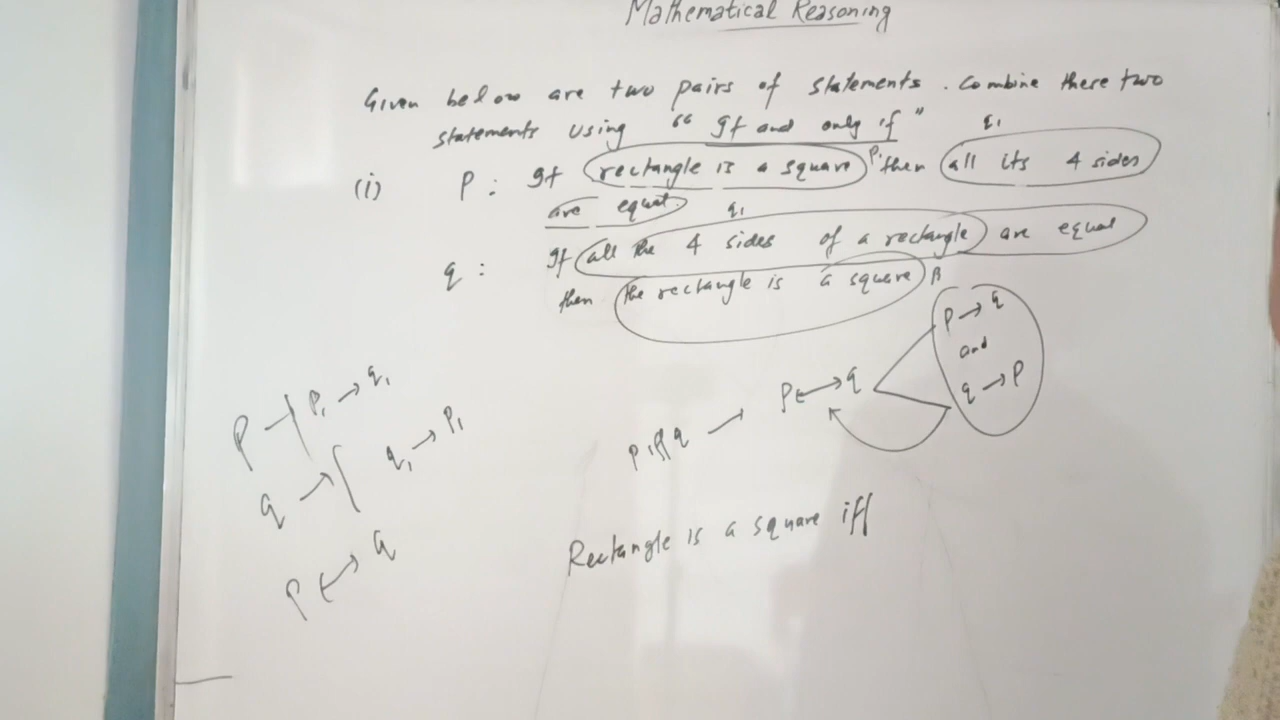 Mathematical Reasoning
Given below are two pairs of statements. Combine these two
statements using "If and only if"
(i) P: If rectangle is a square P1 then all its 4 sides q1
are equal.
q: If all the 4 sides of a rectangle are equal q1
then the rectangle is a square P1
P → q
and
q → P
P ↔ q
P iff q →
P → P1 → q1
q → q1 → P1
P ↔ q
Rectangle is a square iff